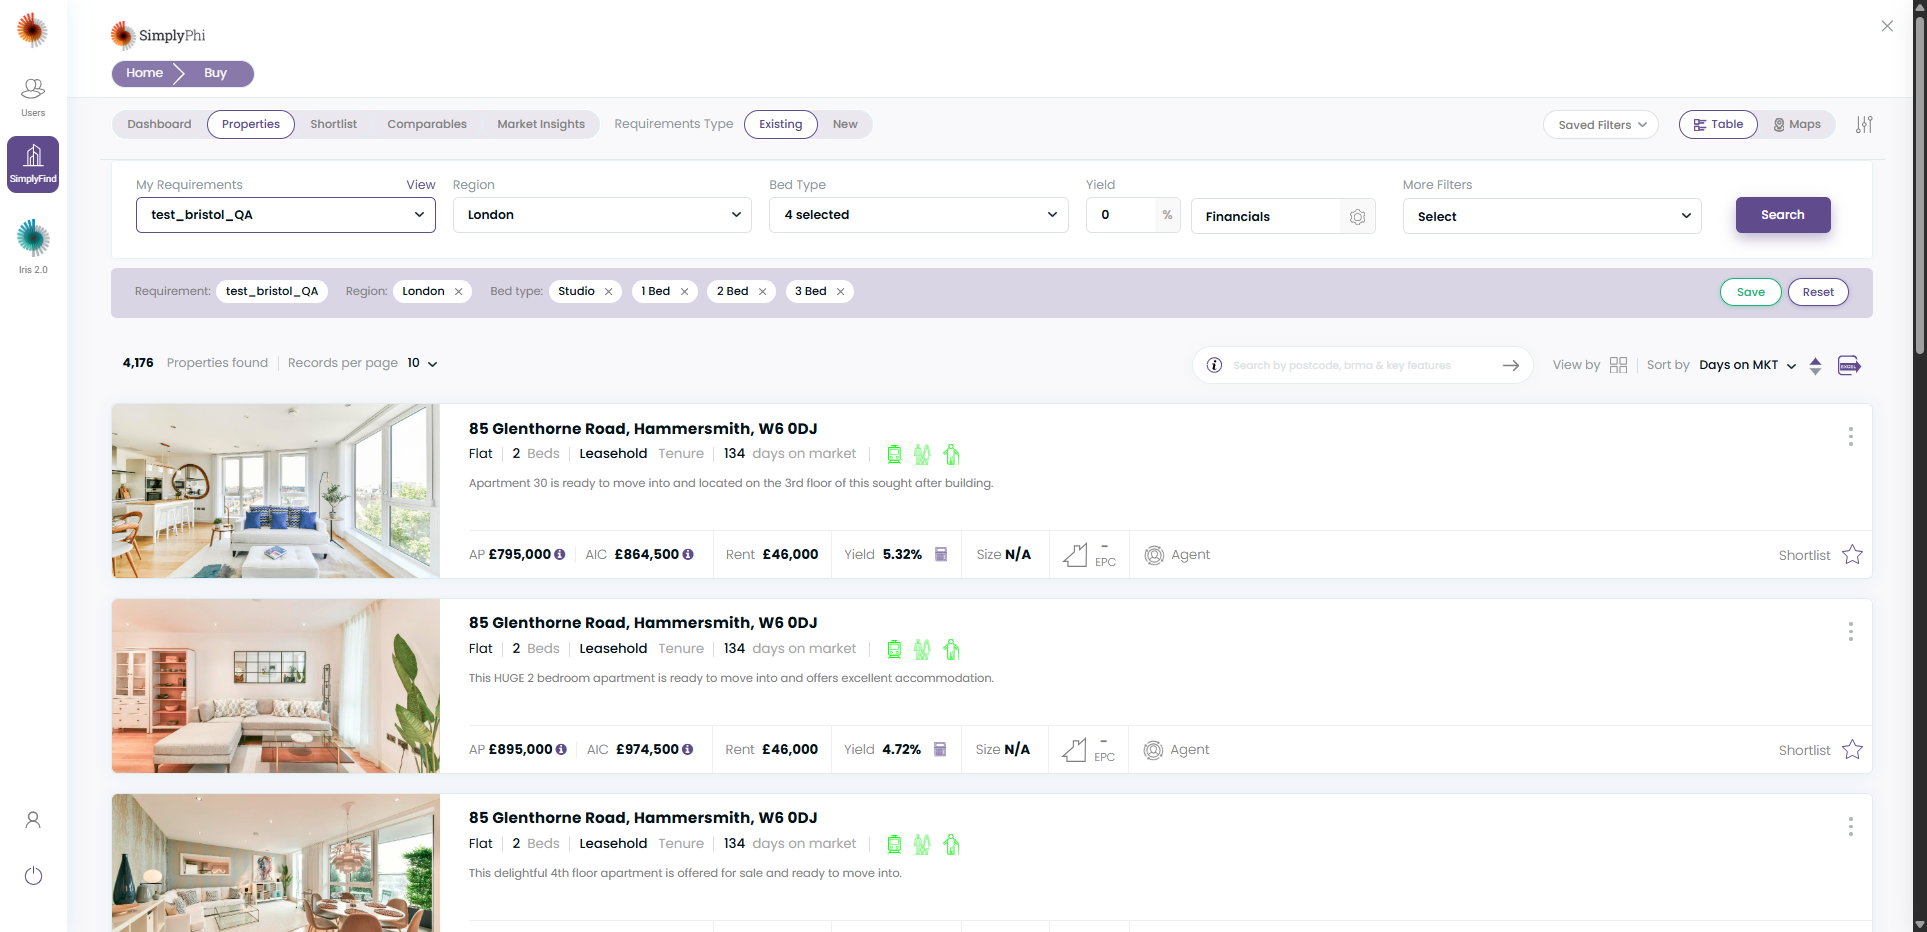 SimplyPhi
Home Buy
Users
SimplyFind
Iris 2.0
Dashboard Properties Shortlist Comparables Market Insights Requirements Type Existing New Saved Filters Table Maps
My Requirements View Region Bed Type Yield More Filters
test_bristol_QA London 4 selected 0 % Financials Select Search
Requirement: test_bristol_QA Region: London Bed type: Studio 1 Bed 2 Bed 3 Bed Save Reset
4,176 Properties found Records per page 10 Search by postcode, brma & key features View by Sort by Days on MKT EXCEL
85 Glenthorne Road, Hammersmith, W6 0DJ
Flat 2 Beds Leasehold Tenure 134 days on market
Apartment 30 is ready to move into and located on the 3rd floor of this sought after building.
AP £795,000 AIC £864,500 Rent £46,000 Yield 5.32% Size N/A - EPC Agent Shortlist
85 Glenthorne Road, Hammersmith, W6 0DJ
Flat 2 Beds Leasehold Tenure 134 days on market
This HUGE 2 bedroom apartment is ready to move into and offers excellent accommodation.
AP £895,000 AIC £974,500 Rent £46,000 Yield 4.72% Size N/A - EPC Agent Shortlist
85 Glenthorne Road, Hammersmith, W6 0DJ
Flat 2 Beds Leasehold Tenure 134 days on market
This delightful 4th floor apartment is offered for sale and ready to move into.